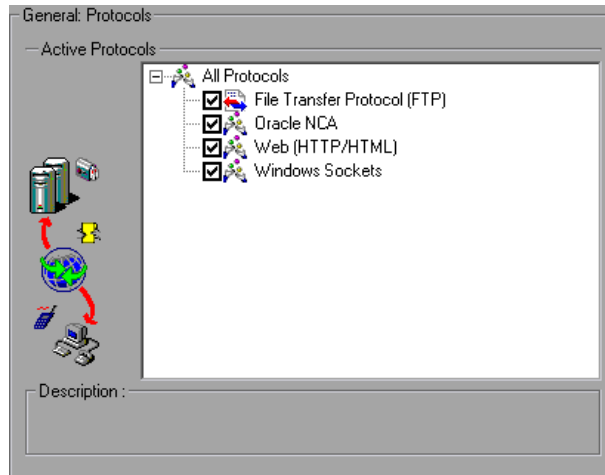 General: Protocols
Active Protocols
All Protocols
File Transfer Protocol (FTP)
Oracle NCA
Web (HTTP/HTML)
Windows Sockets
Description :